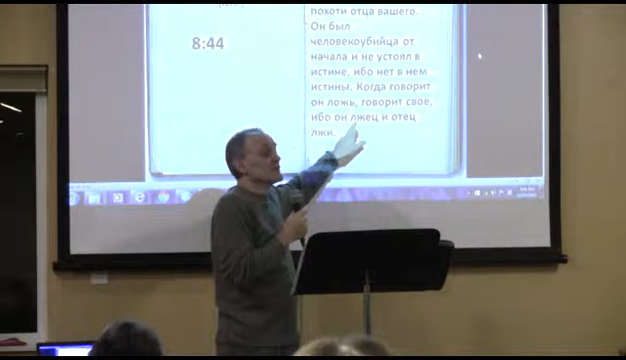 похоти отца вашего.
Он был
8:44
человекоубийца от
начала и не устоял в
истине, ибо нет в нем
истины. Когда говорит
он ложь, говорит свое,
ибо он лжец и отец
лжи.